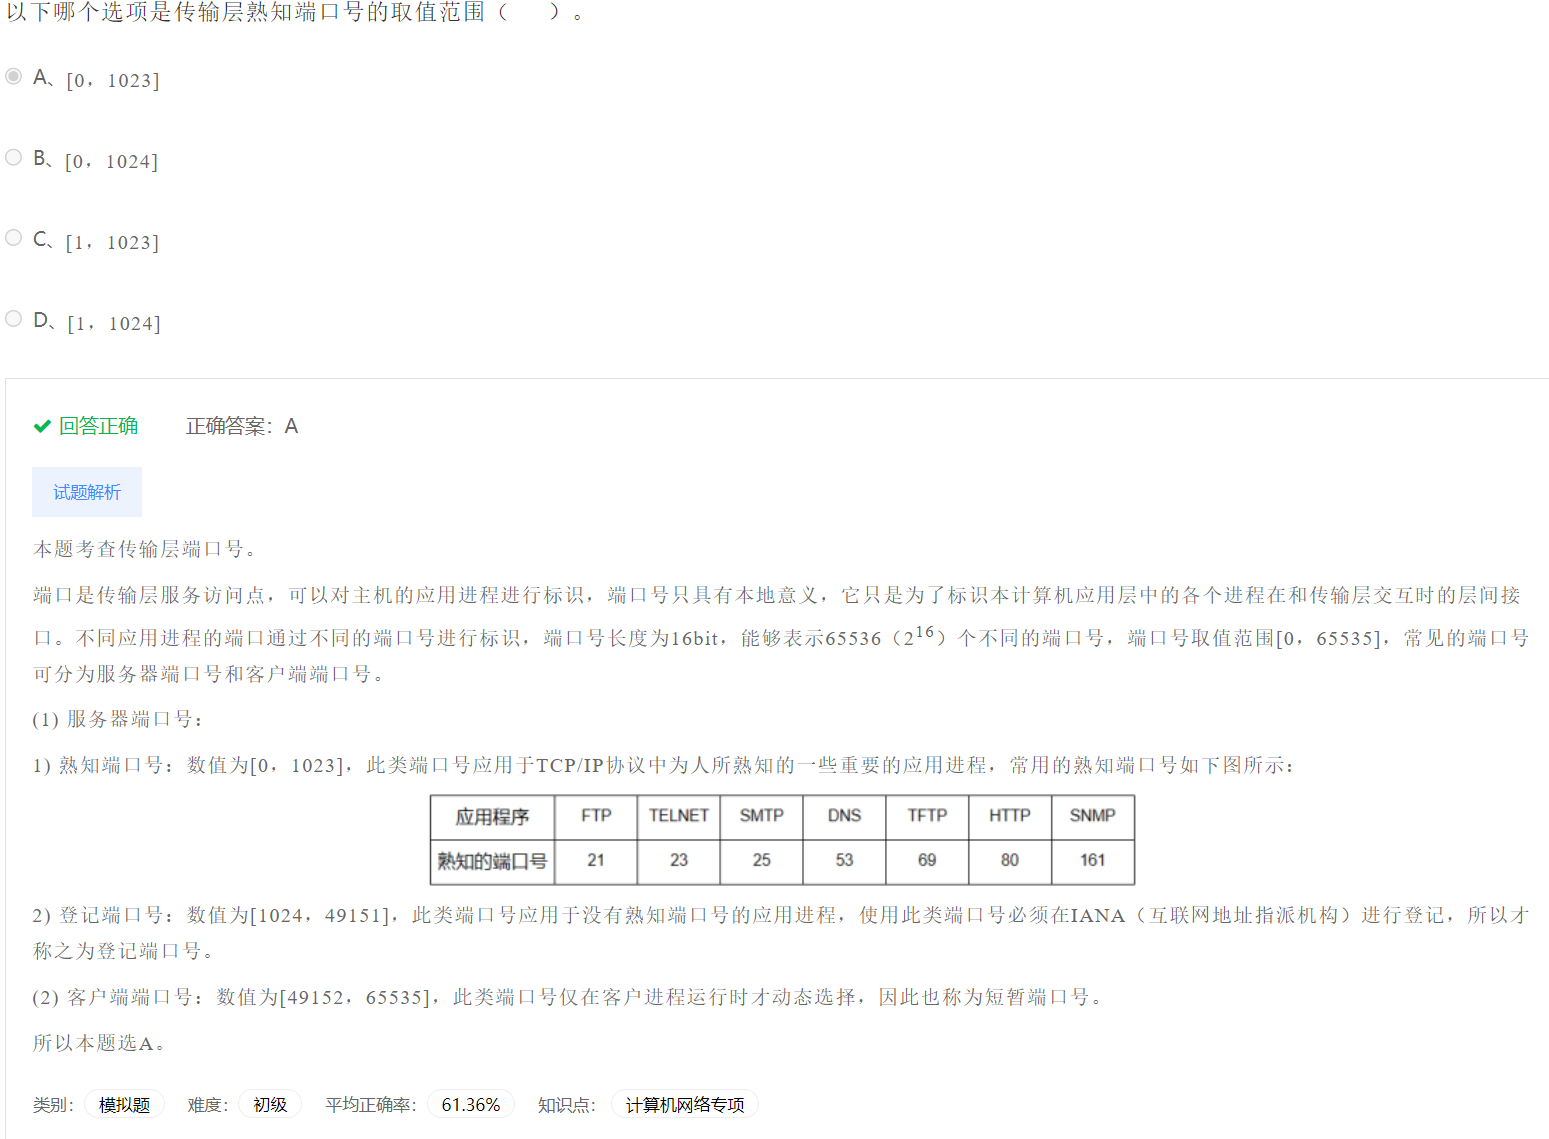 以下哪个选项是传输层熟知端口号的取值范围（　　）。
A、[0，1023]
B、[0，1024]
C、[1，1023]
D、[1，1024]
回答正确 正确答案：A
试题解析
本题考查传输层端口号。
端口是传输层服务访问点，可以对主机的应用进程进行标识，端口号只具有本地意义，它只是为了标识本计算机应用层中的各个进程在和传输层交互时的层间接
口。不同应用进程的端口通过不同的端口号进行标识，端口号长度为16bit，能够表示65536（2^16）个不同的端口号，端口号取值范围[0，65535]，常见的端口号
可分为服务器端口号和客户端端口号。
(1) 服务器端口号：
1) 熟知端口号：数值为[0，1023]，此类端口号应用于TCP/IP协议中为人所熟知的一些重要的应用进程，常用的熟知端口号如下图所示：
应用程序 FTP TELNET SMTP DNS TFTP HTTP SNMP
熟知的端口号 21 23 25 53 69 80 161
2) 登记端口号：数值为[1024，49151]，此类端口号应用于没有熟知端口号的应用进程，使用此类端口号必须在IANA（互联网地址指派机构）进行登记，所以才
称之为登记端口号。
(2) 客户端端口号：数值为[49152，65535]，此类端口号仅在客户进程运行时才动态选择，因此也称为短暂端口号。
所以本题选A。
类别： 模拟题 难度： 初级 平均正确率： 61.36% 知识点： 计算机网络专项